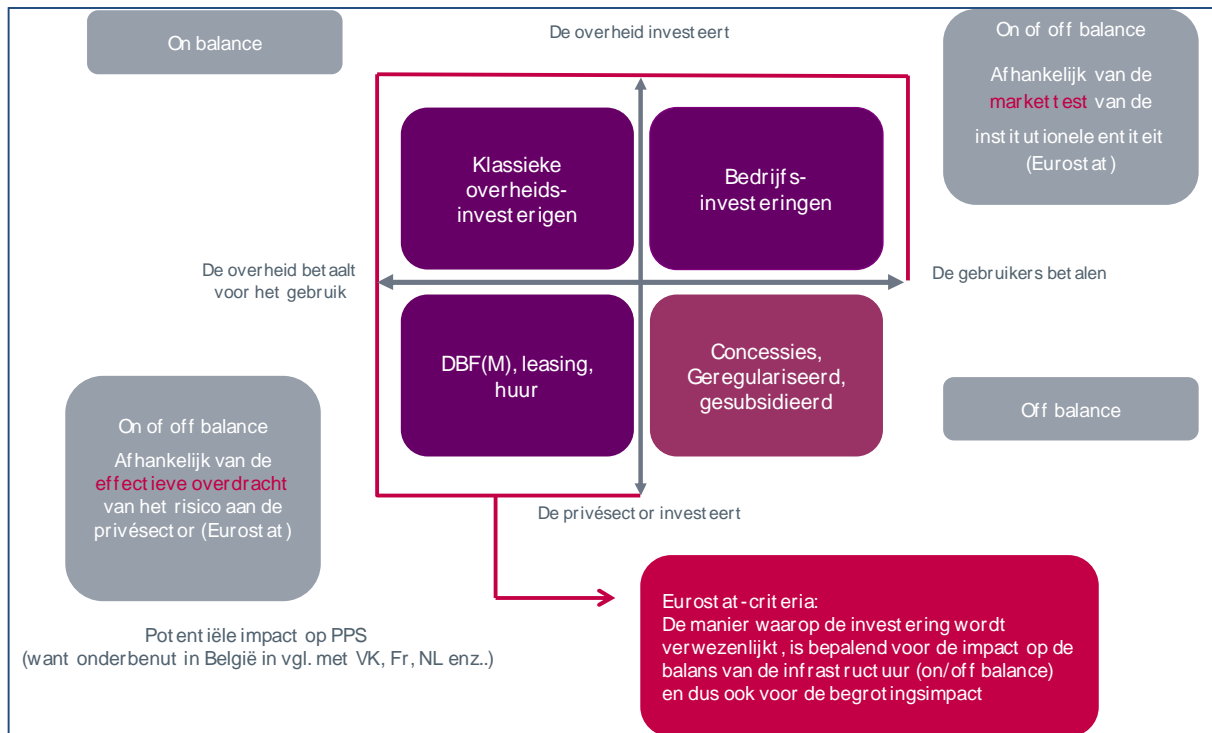 On balance
De overheid investeert
On of off balance
Afhankelijk van de
markettest van de
institutionele entiteit
(Eurostat)
Klassieke
overheids-
investerigen
Bedrijfs-
investeringen
De overheid betaalt
voor het gebruik
De gebruikers betalen
DBF(M), leasing,
huur
Concessies,
Geregulariseerd,
gesubsidieerd
On of off balance
Afhankelijk van de
effectieve overdracht
van het risico aan de
privésector (Eurostat)
Off balance
De privésector investeert
Potentiële impact op PPS
(want onderbenut in België in vgl. met VK, Fr, NL enz..)
Eurostat-criteria:
De manier waarop de investering wordt
verwezenlijkt, is bepalend voor de impact op de
balans van de infrastructuur (on/off balance)
en dus ook voor de begrotingsimpact